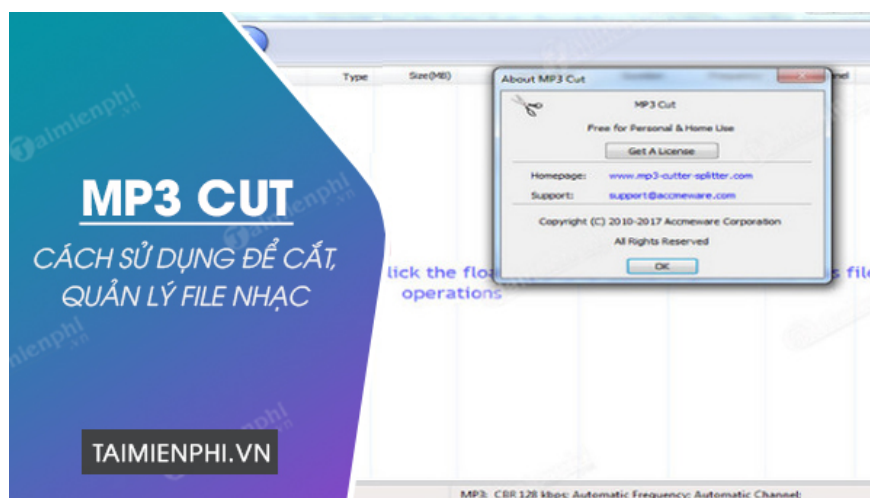 MP3 CUT
CÁCH SỬ DỤNG ĐỂ CẮT,
QUẢN LÝ FILE NHẠC
TAIMIENPHI.VN
Type Size(MB)
About MP3 Cut
MP3 Cut
Free for Personal & Home Use
Get A License
Homepage: www.mp3-cutter-splitter.com
Support: support@accmeware.com
Copyright (C) 2010-2017 Accmeware Corporation
All Rights Reserved
OK
lick the
operations
MP3: CBR 128 kbps; Automatic Frequency; Automatic Channel;
Taimienphi
.vn